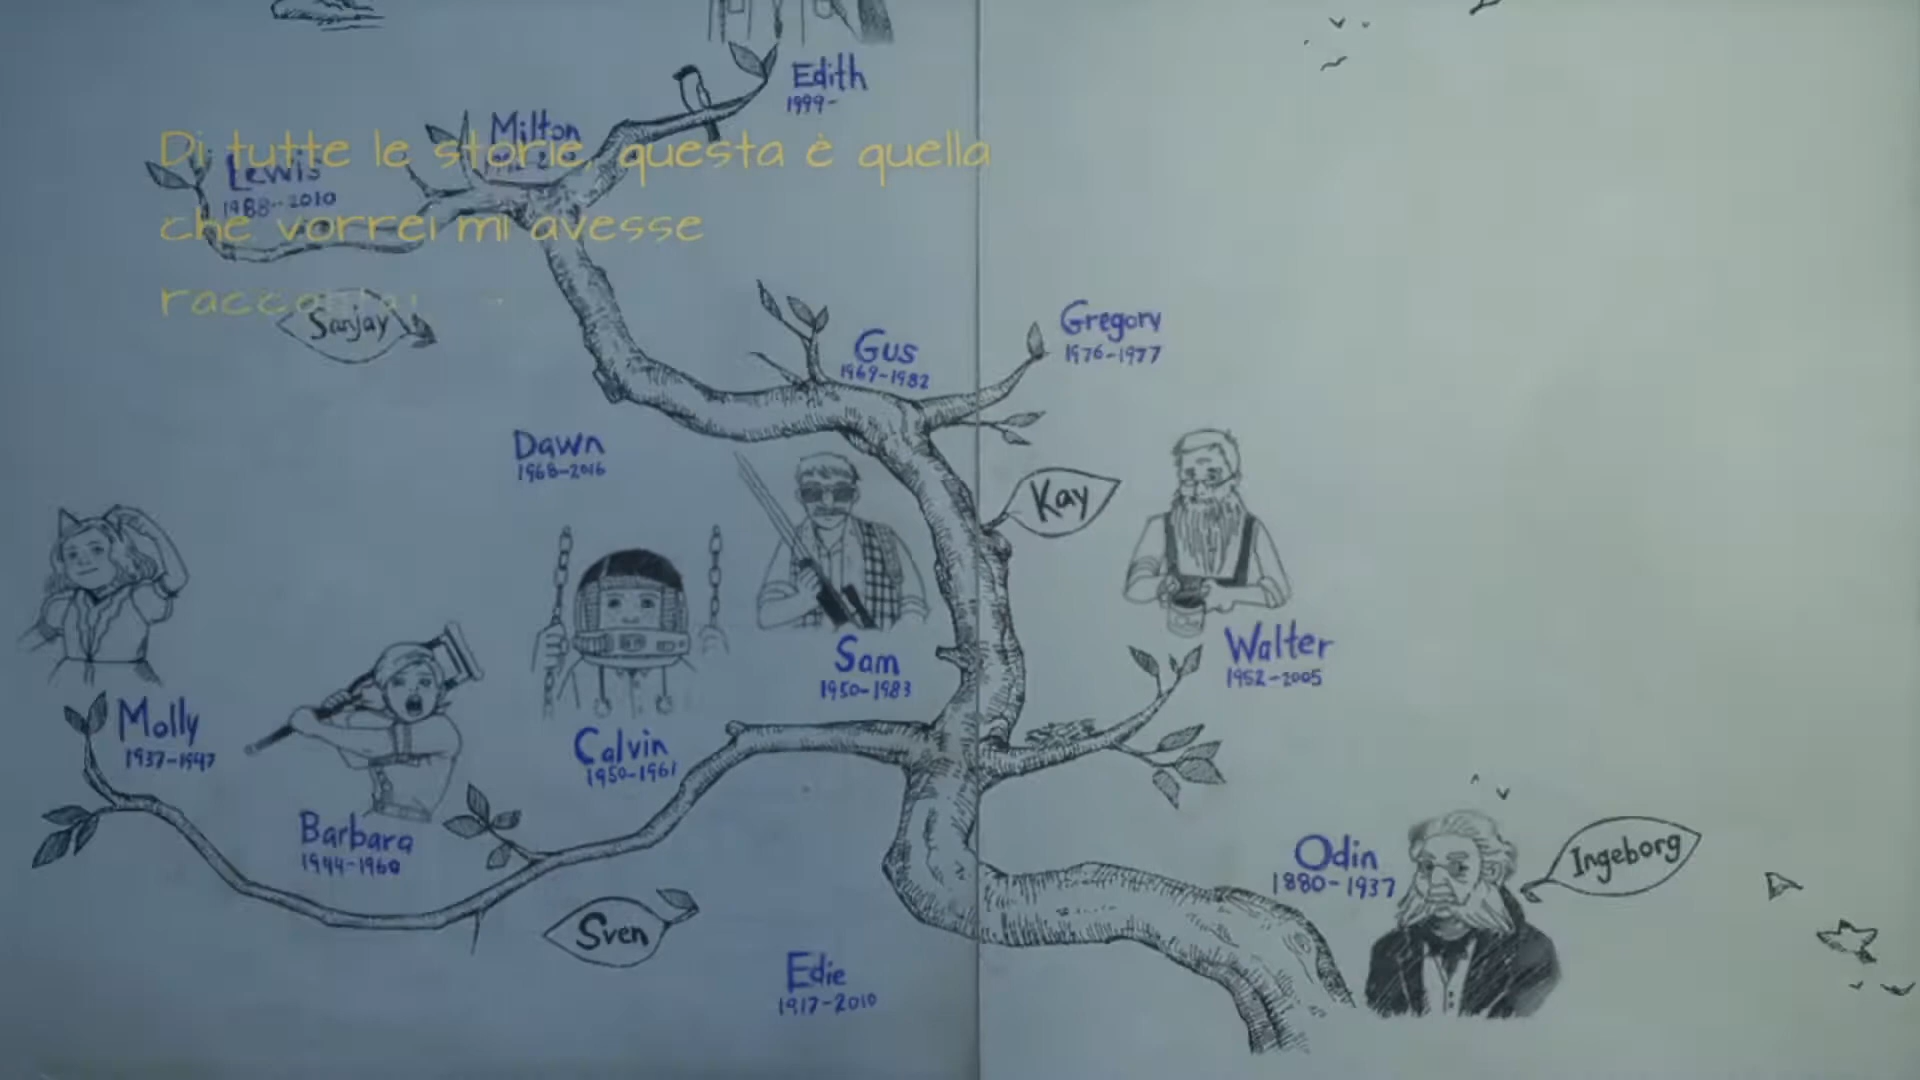 Edith
1999-
Milton
Di tutte le storie, questa è quella
Lewis
1988-2010
che vorrei mi avesse
Sanjay
Gus
1969-1982
Gregory
1976-1977
Dawn
1968-2016
Kay
Sam
1950-1983
Walter
1952-2005
Molly
1937-1947
Calvin
1950-1961
Barbara
1944-1960
Odin
1880-1937
Ingeborg
Sven
Edie
1917-2010